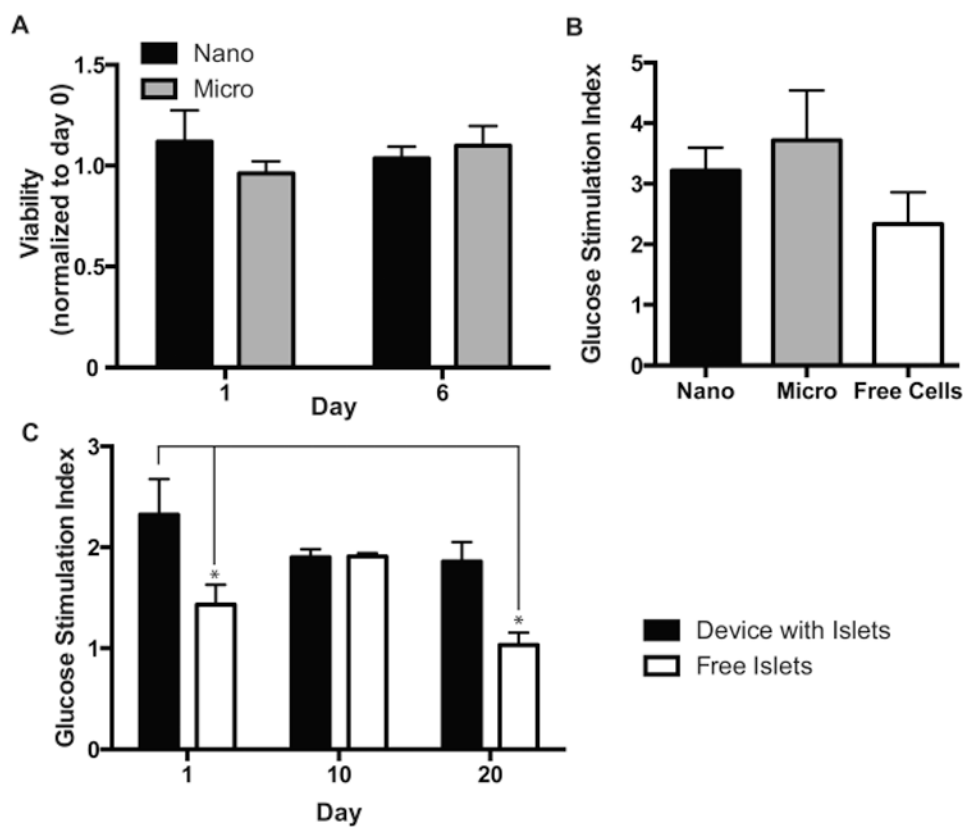 A
Nano
Micro
1.5
1.0
0.5
0
Viability
(normalized to day 0)
1
6
Day
B
5
4
3
2
1
0
Glucose Stimulation Index
Nano
Micro
Free Cells
C
3
2
1
0
Glucose Stimulation Index
*
*
1
10
20
Day
Device with Islets
Free Islets